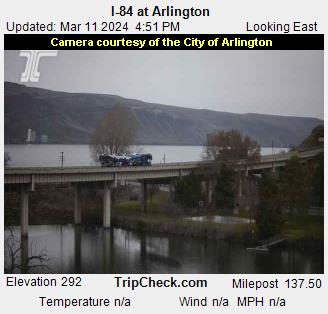 I-84 at Arlington
Updated: Mar 11 2024 4:51 PM Looking East
Camera courtesy of the City of Arlington
Elevation 292 TripCheck.com Milepost 137.50
Temperature n/a Wind n/a MPH n/a